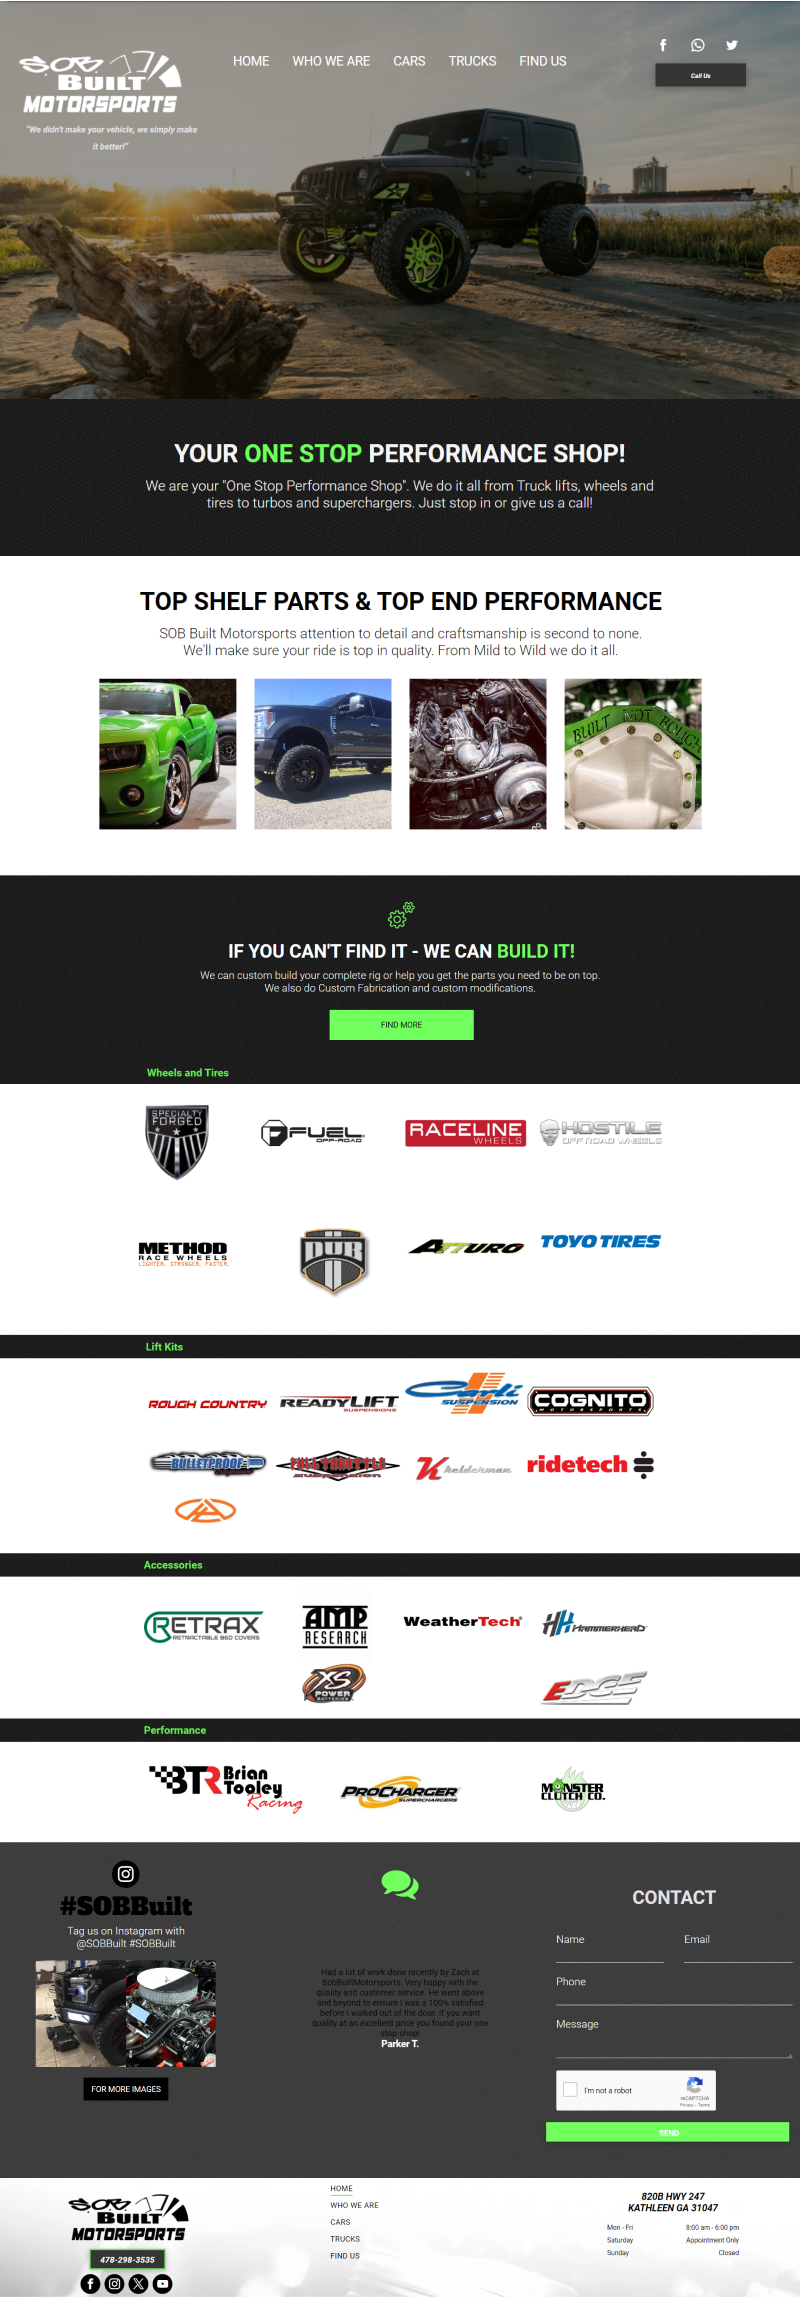 S.O.B.
BUILT
MOTORSPORTS
"We didn't make your vehicle, we simply make
it better!"
HOME
WHO WE ARE
CARS
TRUCKS
FIND US
Call Us
YOUR ONE STOP PERFORMANCE SHOP!
We are your "One Stop Performance Shop". We do it all from Truck lifts, wheels and
tires to turbos and superchargers. Just stop in or give us a call!
TOP SHELF PARTS & TOP END PERFORMANCE
SOB Built Motorsports attention to detail and craftsmanship is second to none.
We'll make sure your ride is top in quality. From Mild to Wild we do it all.
BUILT NOT BOUGH
IF YOU CAN'T FIND IT - WE CAN BUILD IT!
We can custom build your complete rig or help you get the parts you need to be on top.
We also do Custom Fabrication and custom modifications.
FIND MORE
Wheels and Tires
SPECIALTY
FORGED
FUEL
OFF-ROAD
RACELINE
WHEELS
HOSTILE
OFF ROAD WHEELS
METHOD
RACE WHEELS
LIGHTER. STRONGER. FASTER.
DUB
ATTURO
TOYO TIRES
Lift Kits
ROUGH COUNTRY
READYLIFT
SUSPENSIONS
Carli
SUSPENSION
COGNITO
MOTORSPORTS
BULLETPROOF
FULL THROTTLE
suspension
K kelderman
ridetech
Accessories
RETRAX
RETRACTABLE BED COVERS
AMP
RESEARCH
WeatherTech
HAMMERHEAD
XS
POWER
BATTERIES
EDGE
Performance
BTR Brian
Tooley
Racing
PROCHARGER
SUPERCHARGERS
MONSTER
CLUTCH CO.
#SOBBuilt
Tag us on Instagram with
@SOBBuilt #SOBBuilt
FOR MORE IMAGES
Had a lot of work done recently by Zach at
SobBuiltMotorsports. Very happy with the
quality and customer service. He went above
and beyond to ensure I was a 100% satisfied
before I walked out of the door. If you want
quality at an excellent price you found your one
stop shop!
Parker T.
CONTACT
Name
Email
Phone
Message
I'm not a robot
reCAPTCHA
Privacy - Terms
SEND
S.O.B.
BUILT
MOTORSPORTS
478-298-3535
HOME
WHO WE ARE
CARS
TRUCKS
FIND US
820B HWY 247
KATHLEEN GA 31047
Mon - Fri 8:00 am - 6:00 pm
Saturday Appointment Only
Sunday Closed